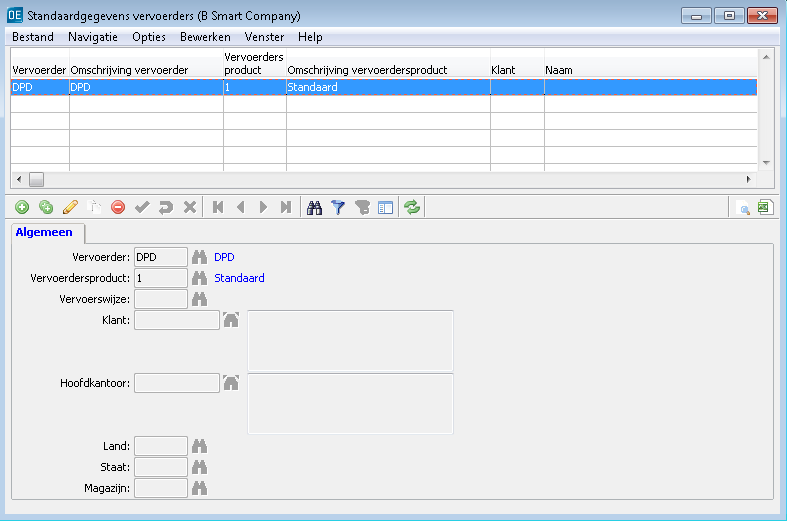 OE Standaardgegevens vervoerders (B Smart Company)
Bestand Navigatie Opties Bewerken Venster Help
Vervoerder Omschrijving vervoerder Vervoerders product Omschrijving vervoerdersproduct Klant Naam
DPD DPD 1 Standaard
Algemeen
Vervoerder: DPD DPD
Vervoerdersproduct: 1 Standaard
Vervoerswijze:
Klant:
Hoofdkantoor:
Land:
Staat:
Magazijn: